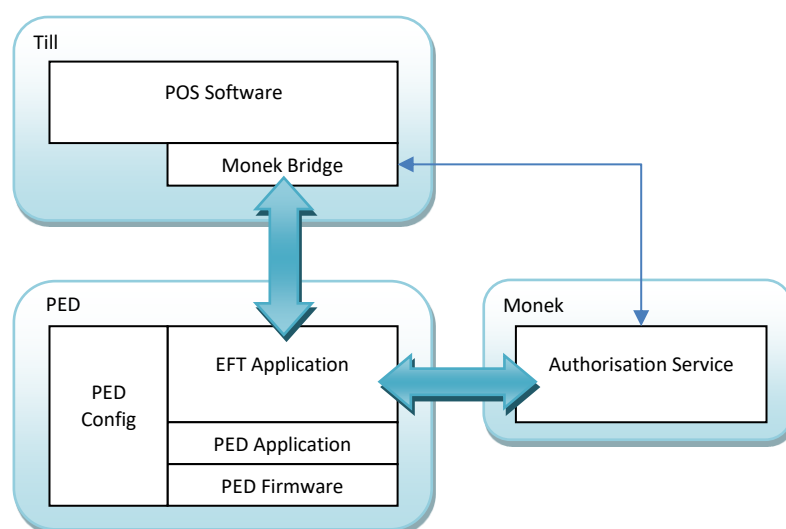 Till
POS Software
Monek Bridge
PED
PED
Config
EFT Application
PED Application
PED Firmware
Monek
Authorisation Service